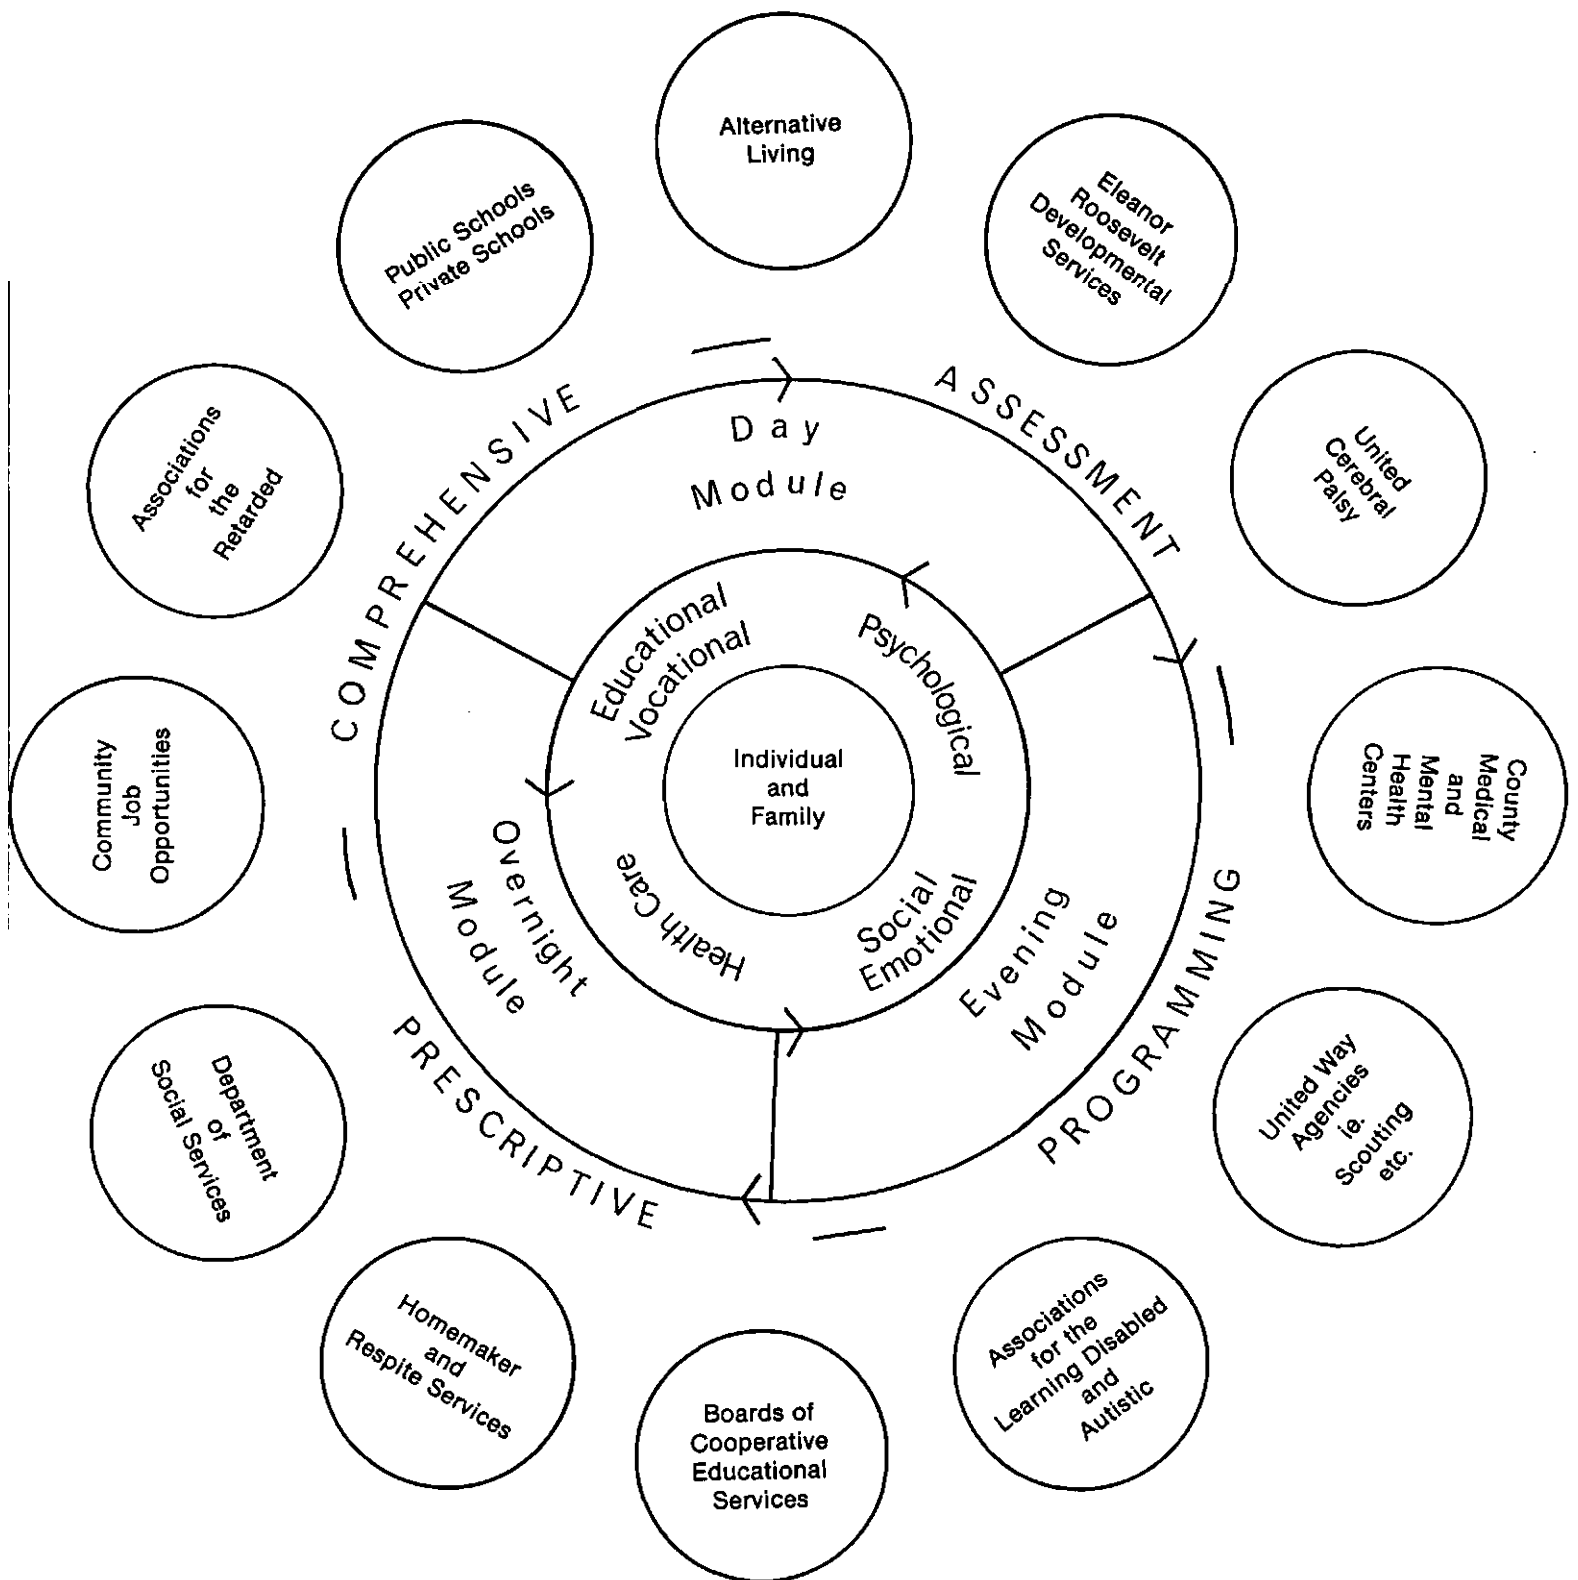 Alternative
Living
Eleanor
Roosevelt
Developmental
Services
United
Cerebral
Palsy
County
Medical
and
Mental
Health
Centers
United Way
Agencies
ie.
Scouting
etc.
Associations
for the
Learning Disabled
and
Autistic
Boards of
Cooperative
Educational
Services
Homemaker
and
Respite Services
Department
of
Social Services
Community
Job
Opportunities
Associations
for
the
Retarded
Public Schools
Private Schools
COMPREHENSIVE
ASSESSMENT
PROGRAMMING
PRESCRIPTIVE
Day
Module
Evening
Module
Overnight
Module
Educational
Vocational
Psychological
Social
Emotional
Health Care
Individual
and
Family